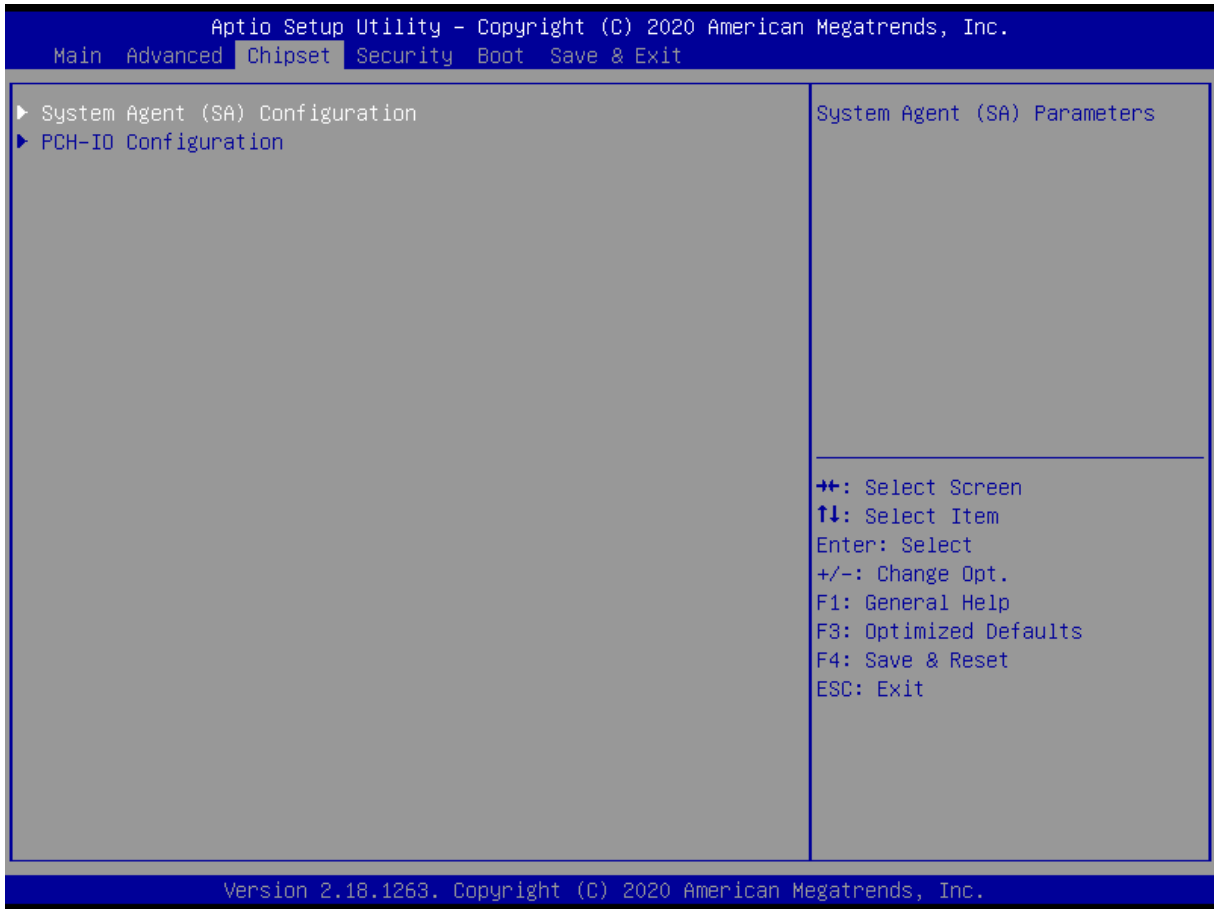 Aptio Setup Utility – Copyright (C) 2020 American Megatrends, Inc.
Main Advanced Chipset Security Boot Save & Exit
▶ System Agent (SA) Configuration
▶ PCH-IO Configuration
System Agent (SA) Parameters
→←: Select Screen
↑↓: Select Item
Enter: Select
+/-: Change Opt.
F1: General Help
F3: Optimized Defaults
F4: Save & Reset
ESC: Exit
Version 2.18.1263. Copyright (C) 2020 American Megatrends, Inc.